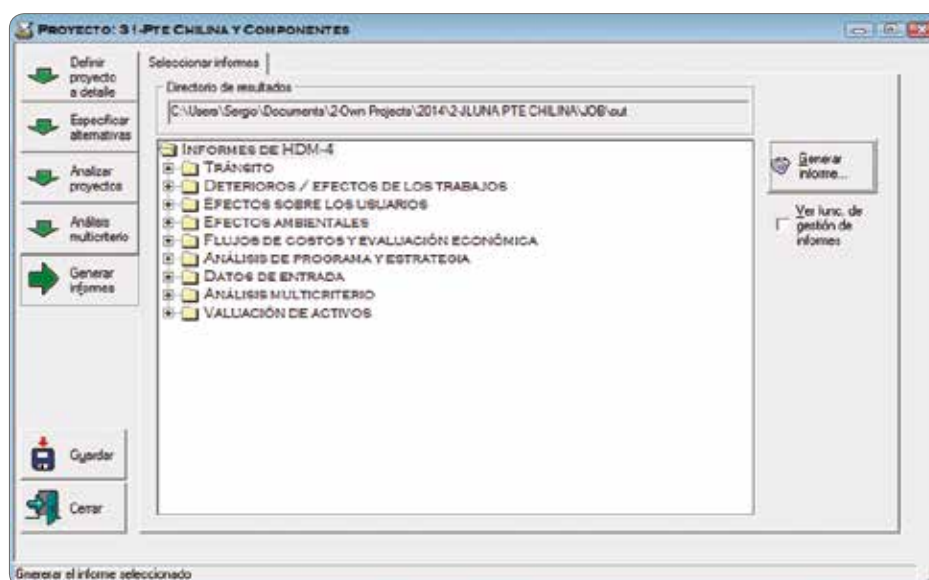 PROYECTO: 3 !-PTE CHILINA Y COMPONENTES
Definir
proyecto
a detalle
Especificar
alternativas
Analizar
proyectos
Análisis
multicriterio
Generar
informes
Guardar
Cerrar
Seleccionar informes
Directorio de resultados
C:\Users\Sergio\Documents\2-Own Projects\2014\2-JLUNA PTE CHILINA\JOB\out
INFORMES DE HDM-4
TRÁNSITO
DETERIOROS / EFECTOS DE LOS TRABAJOS
EFECTOS SOBRE LOS USUARIOS
EFECTOS AMBIENTALES
FLUJOS DE COSTOS Y EVALUACIÓN ECONÓMICA
ANÁLISIS DE PROGRAMA Y ESTRATEGIA
DATOS DE ENTRADA
ANÁLISIS MULTICRITERIO
VALUACIÓN DE ACTIVOS
Generar
informe...
Ver func. de
gestión de
informes
Gnererar el informe seleccionado